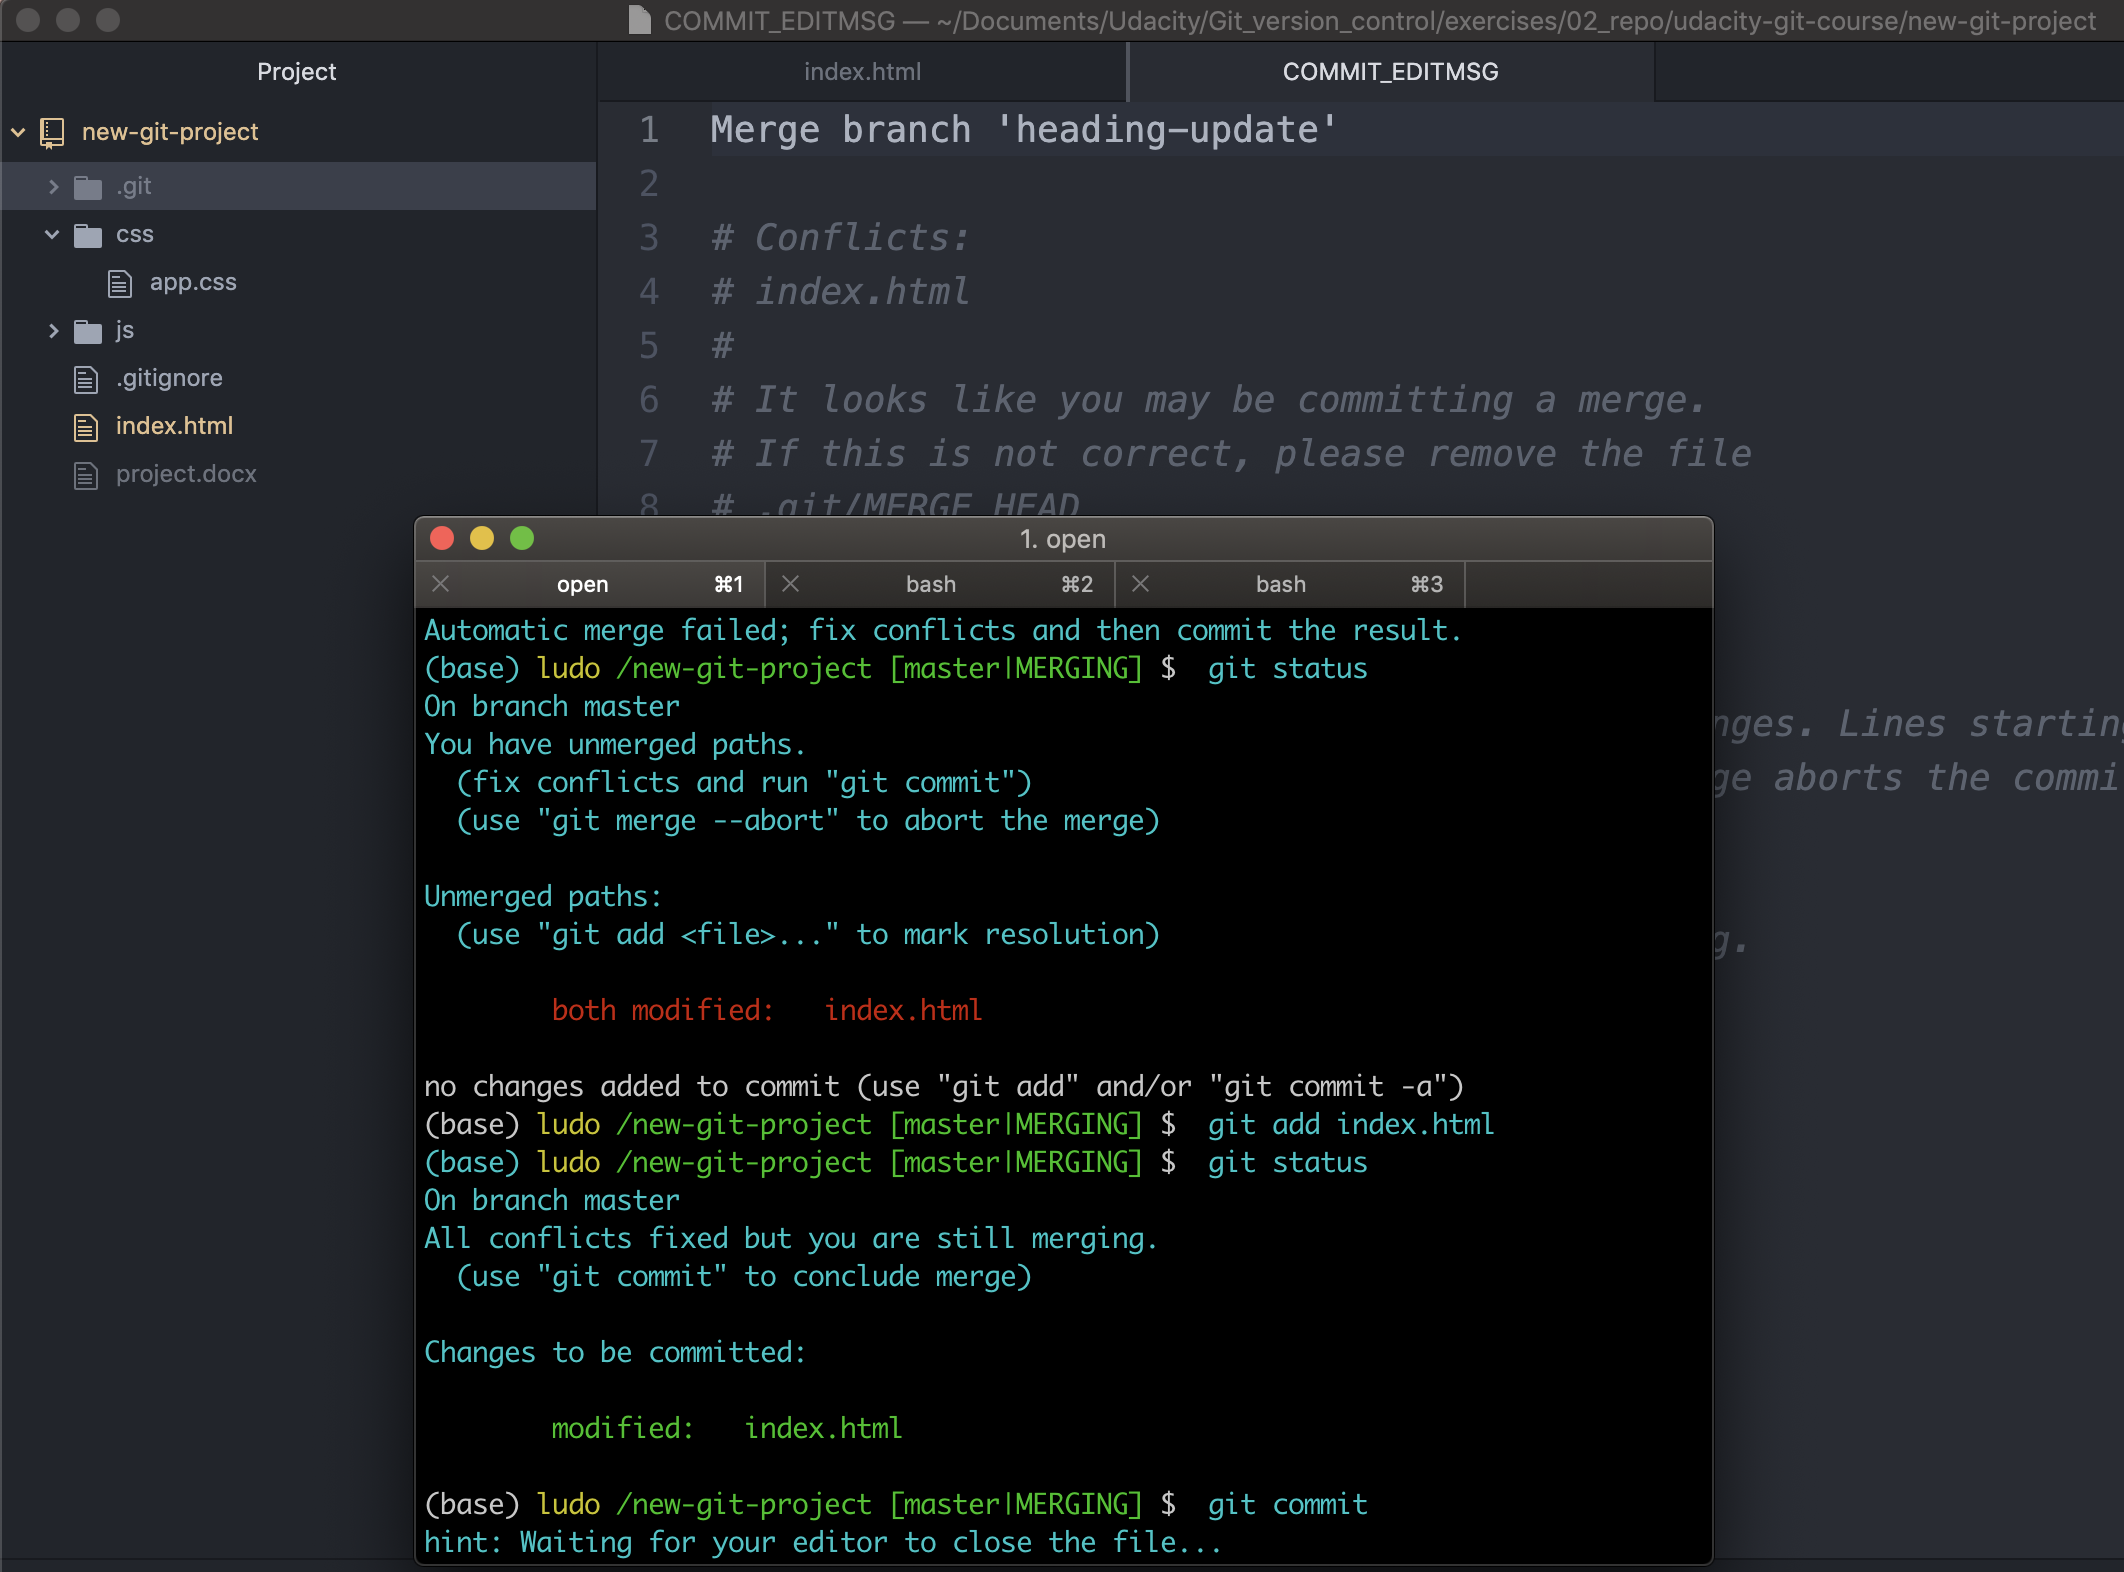 COMMIT_EDITMSG — ~/Documents/Udacity/Git_version_control/exercises/02_repo/udacity-git-course/new-git-project
Project
index.html
COMMIT_EDITMSG
new-git-project
.git
css
app.css
js
.gitignore
index.html
project.docx
1 Merge branch 'heading-update'
2
3 # Conflicts:
4 # index.html
5 #
6 # It looks like you may be committing a merge.
7 # If this is not correct, please remove the file
8 # .git/MERGE_HEAD
nges. Lines starting
ge aborts the commi
g.
1. open
open ⌘1
bash ⌘2
bash ⌘3
Automatic merge failed; fix conflicts and then commit the result.
(base) ludo /new-git-project [master|MERGING] $ git status
On branch master
You have unmerged paths.
(fix conflicts and run "git commit")
(use "git merge --abort" to abort the merge)
Unmerged paths:
(use "git add <file>..." to mark resolution)
both modified: index.html
no changes added to commit (use "git add" and/or "git commit -a")
(base) ludo /new-git-project [master|MERGING] $ git add index.html
(base) ludo /new-git-project [master|MERGING] $ git status
On branch master
All conflicts fixed but you are still merging.
(use "git commit" to conclude merge)
Changes to be committed:
modified: index.html
(base) ludo /new-git-project [master|MERGING] $ git commit
hint: Waiting for your editor to close the file...